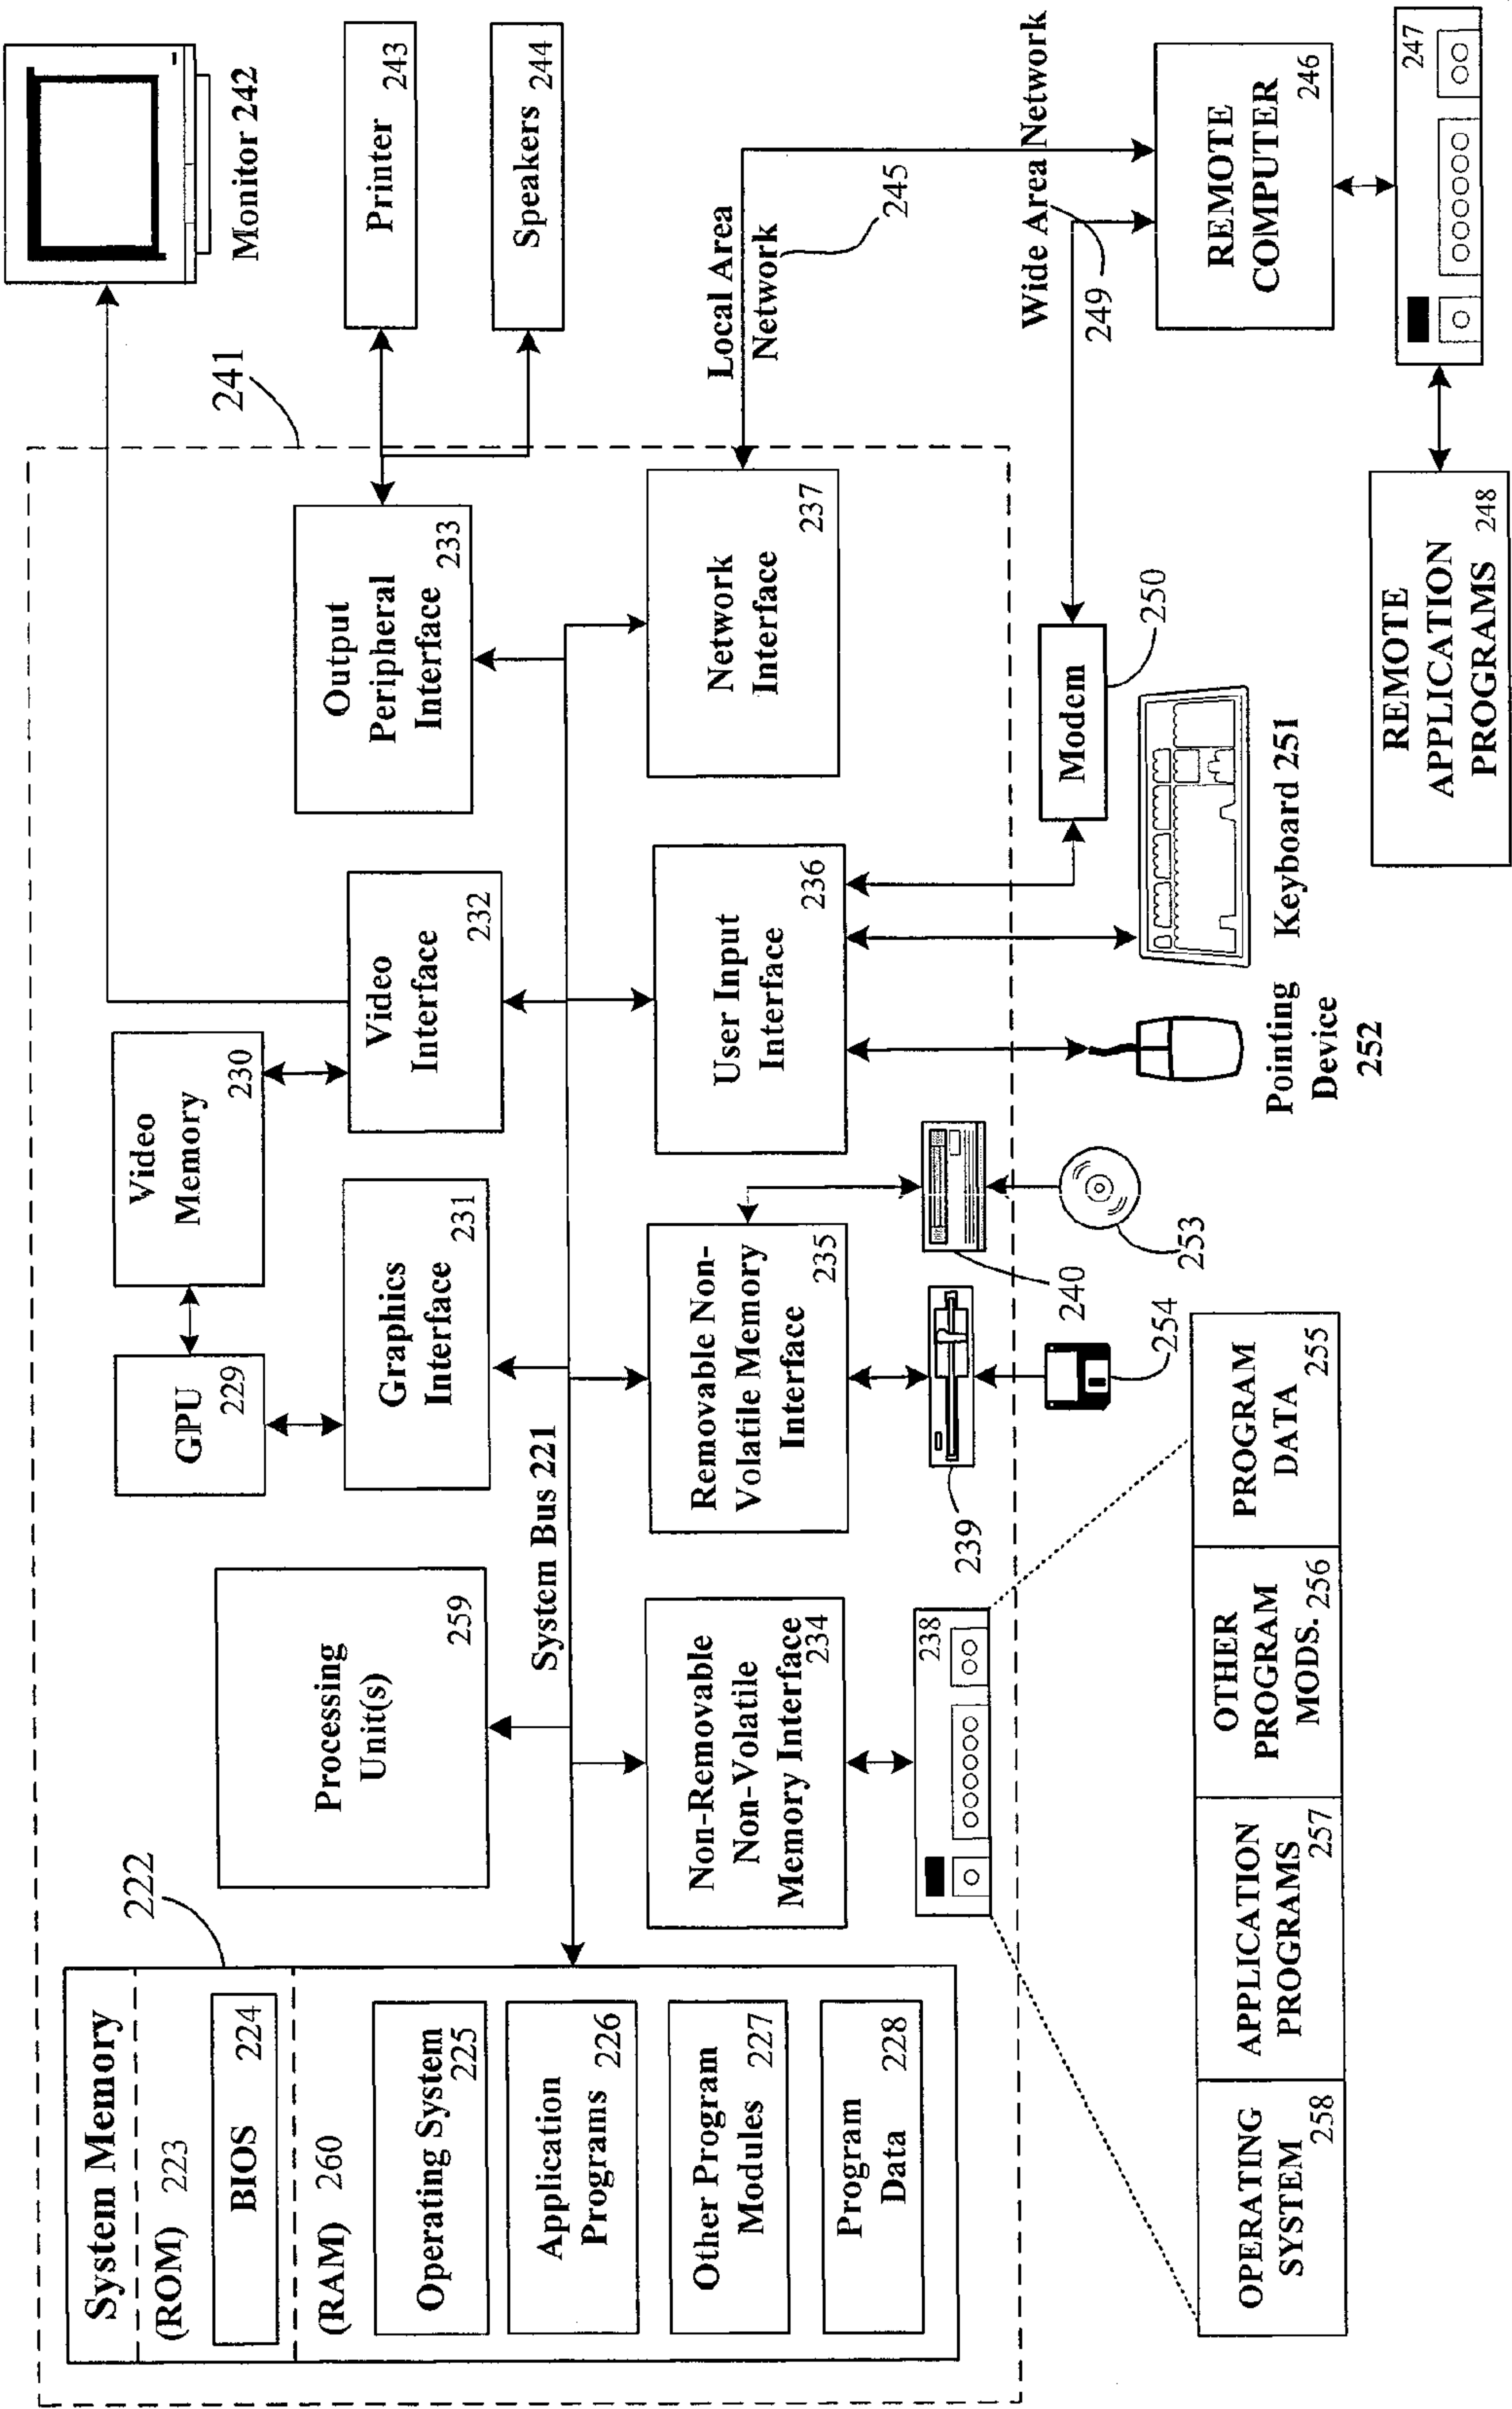 System Memory
(ROM) 223
BIOS 224
(RAM) 260
Operating System
225
Application
Programs 226
Other Program
Modules 227
Program
Data 228
222
Processing
Unit(s)
259
System Bus 221
GPU
229
Video
Memory
230
Graphics
Interface
231
Video
Interface
232
Output
Peripheral
Interface
233
241
Monitor 242
Printer
243
Speakers
244
Non-Removable
Non-Volatile
Memory Interface
234
Removable Non-
Volatile Memory
Interface
235
User Input
Interface
236
Network
Interface
237
Local Area
Network
245
238
239
240
254
253
Pointing
Device
252
Keyboard 251
Modem
250
Wide Area Network
249
REMOTE
COMPUTER
246
247
REMOTE
APPLICATION
PROGRAMS 248
OPERATING
SYSTEM
258
APPLICATION
PROGRAMS
257
OTHER
PROGRAM
MODS. 256
PROGRAM
DATA
255